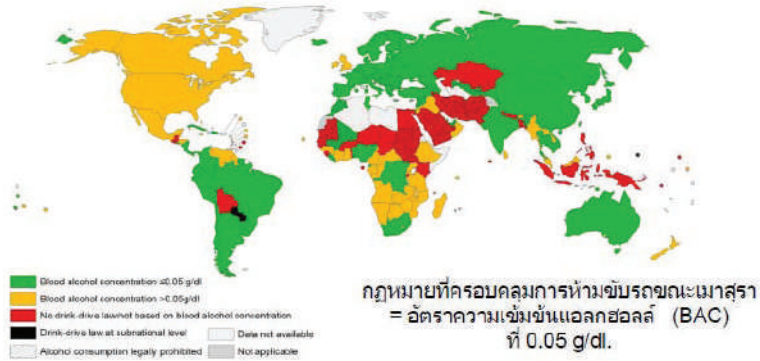 Blood alcohol concentration ≤0.05 g/dl
Blood alcohol concentration >0.05g/dl
No drink-drive law/not based on blood alcohol concentration
Drink-drive law at subnational level
Data not available
Alcohol consumption legally prohibited
Not applicable
กฎหมายที่ครอบคลุมการห้ามขับรถขณะเมาสุรา
= อัตราความเข้มข้นแอลกฮอลล์ (BAC)
ที่ 0.05 g/dl.